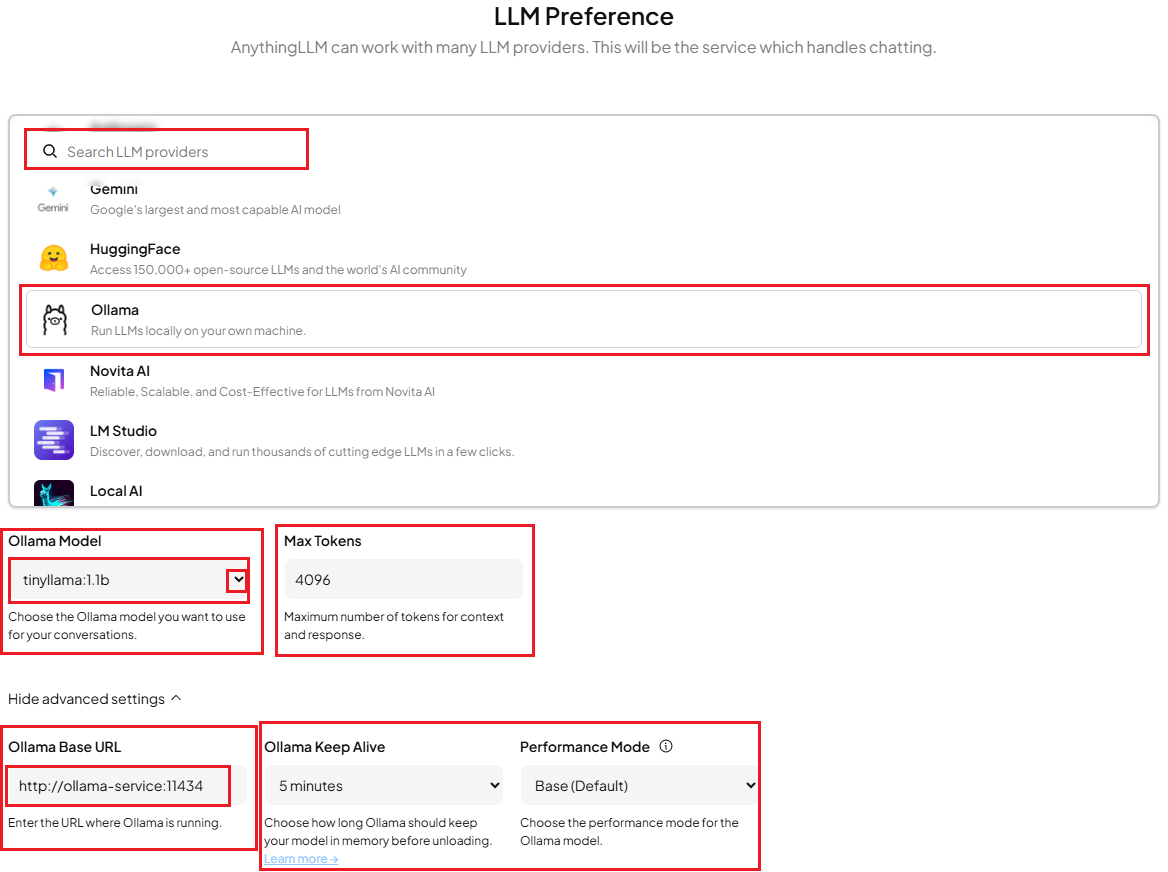 LLM Preference
AnythingLLM can work with many LLM providers. This will be the service which handles chatting.
Search LLM providers
Gemini
Gemini
Google's largest and most capable AI model
HuggingFace
Access 150,000+ open-source LLMs and the world's AI community
Ollama
Run LLMs locally on your own machine.
Novita AI
Reliable, Scalable, and Cost-Effective for LLMs from Novita AI
LM Studio
Discover, download, and run thousands of cutting edge LLMs in a few clicks.
Local AI
Ollama Model
tinyllama:1.1b
Choose the Ollama model you want to use
for your conversations.
Max Tokens
4096
Maximum number of tokens for context
and response.
Hide advanced settings
Ollama Base URL
http://ollama-service:11434
Enter the URL where Ollama is running.
Ollama Keep Alive
5 minutes
Choose how long Ollama should keep
your model in memory before unloading.
Learn more →
Performance Mode
Base (Default)
Choose the performance mode for the
Ollama model.